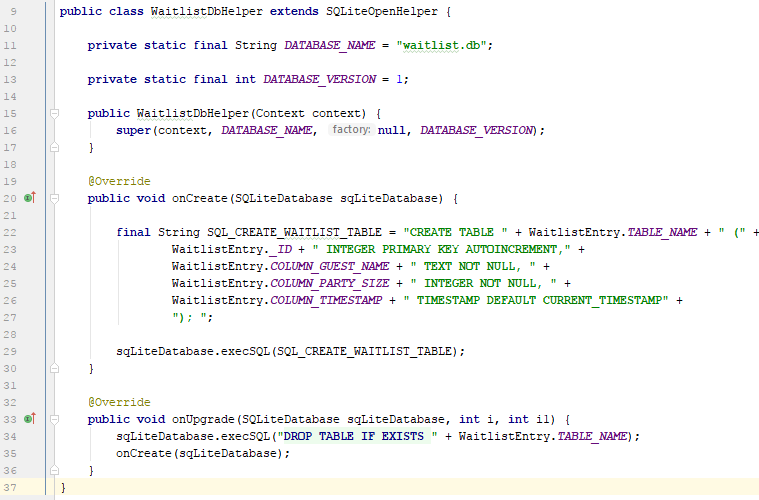 9 public class WaitlistDbHelper extends SQLiteOpenHelper {
10
11 private static final String DATABASE_NAME = "waitlist.db";
12
13 private static final int DATABASE_VERSION = 1;
14
15 public WaitlistDbHelper(Context context) {
16 super(context, DATABASE_NAME, factory: null, DATABASE_VERSION);
17 }
18
19 @Override
20 public void onCreate(SQLiteDatabase sqLiteDatabase) {
21
22 final String SQL_CREATE_WAITLIST_TABLE = "CREATE TABLE " + WaitlistEntry.TABLE_NAME + " (" +
23 WaitlistEntry._ID + " INTEGER PRIMARY KEY AUTOINCREMENT," +
24 WaitlistEntry.COLUMN_GUEST_NAME + " TEXT NOT NULL, " +
25 WaitlistEntry.COLUMN_PARTY_SIZE + " INTEGER NOT NULL, " +
26 WaitlistEntry.COLUMN_TIMESTAMP + " TIMESTAMP DEFAULT CURRENT_TIMESTAMP" +
27 "); ";
28
29 sqLiteDatabase.execSQL(SQL_CREATE_WAITLIST_TABLE);
30 }
31
32 @Override
33 public void onUpgrade(SQLiteDatabase sqLiteDatabase, int i, int i1) {
34 sqLiteDatabase.execSQL("DROP TABLE IF EXISTS " + WaitlistEntry.TABLE_NAME);
35 onCreate(sqLiteDatabase);
36 }
37 }